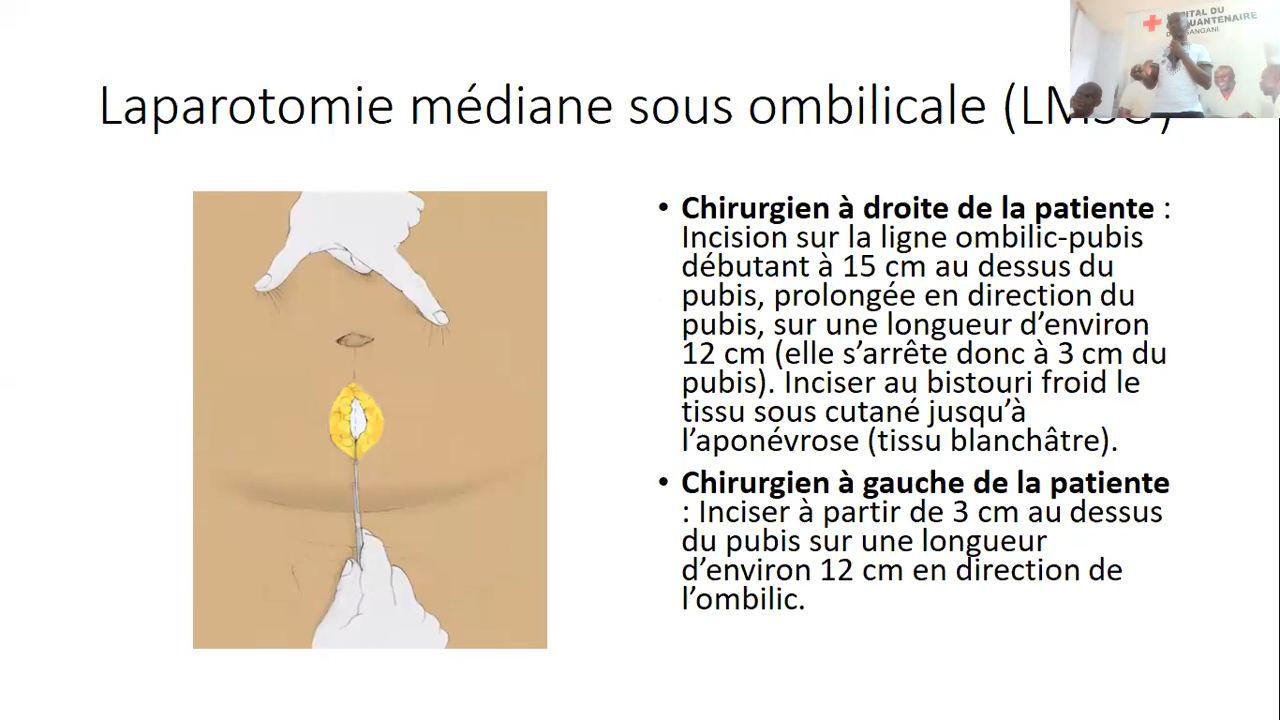 HÔPITAL DU
Laparotomie médiane sous ombilicale
• Chirurgien à droite de la patiente :
Incision sur la ligne ombilic-pubis
débutant à 15 cm au dessus du
pubis, prolongée en direction du
pubis, sur une longueur d’environ
12 cm (elle s’arrête donc à 3 cm du
pubis). Inciser au bistouri froid le
tissu sous cutané jusqu’à
l’aponévrose (tissu blanchâtre).
• Chirurgien à gauche de la patiente
: Inciser à partir de 3 cm au dessus
du pubis sur une longueur
d’environ 12 cm en direction de
l’ombilic.